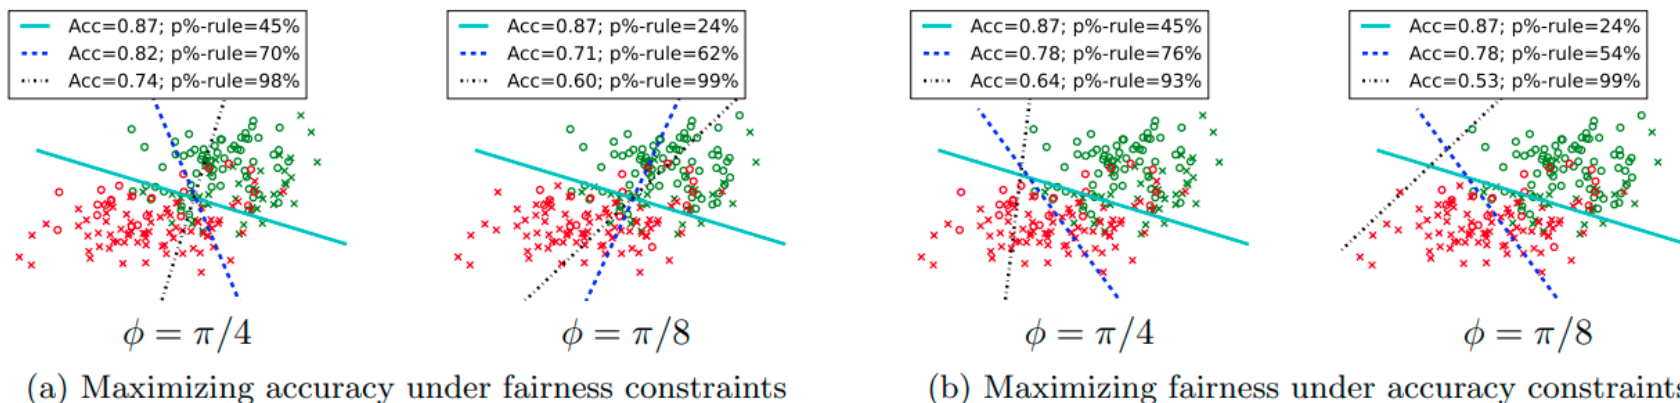 Acc=0.87; p%-rule=45%
Acc=0.82; p%-rule=70%
Acc=0.74; p%-rule=98%
Acc=0.87; p%-rule=24%
Acc=0.71; p%-rule=62%
Acc=0.60; p%-rule=99%
Acc=0.87; p%-rule=45%
Acc=0.78; p%-rule=76%
Acc=0.64; p%-rule=93%
Acc=0.87; p%-rule=24%
Acc=0.78; p%-rule=54%
Acc=0.53; p%-rule=99%
ϕ = π/4
ϕ = π/8
ϕ = π/4
ϕ = π/8
(a) Maximizing accuracy under fairness constraints
(b) Maximizing fairness under accuracy constraints